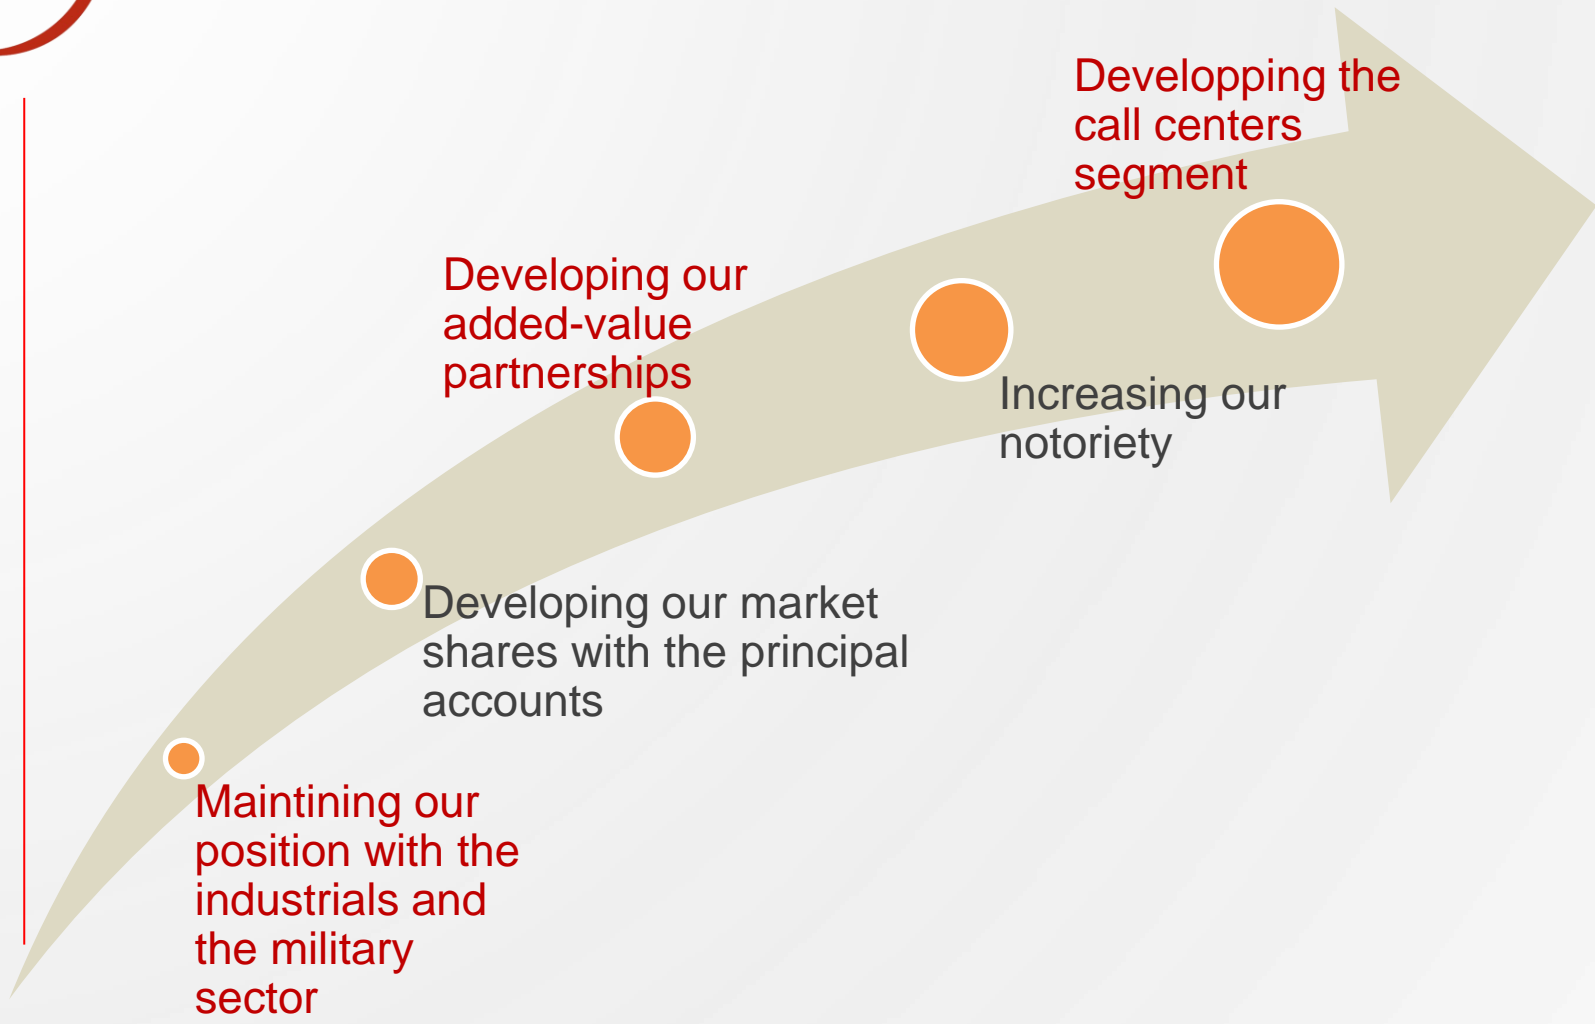 Developping the
call centers
segment
Developing our
added-value
partnerships
Increasing our
notoriety
Developing our market
shares with the principal
accounts
Maintining our
position with the
industrials and
the military
sector